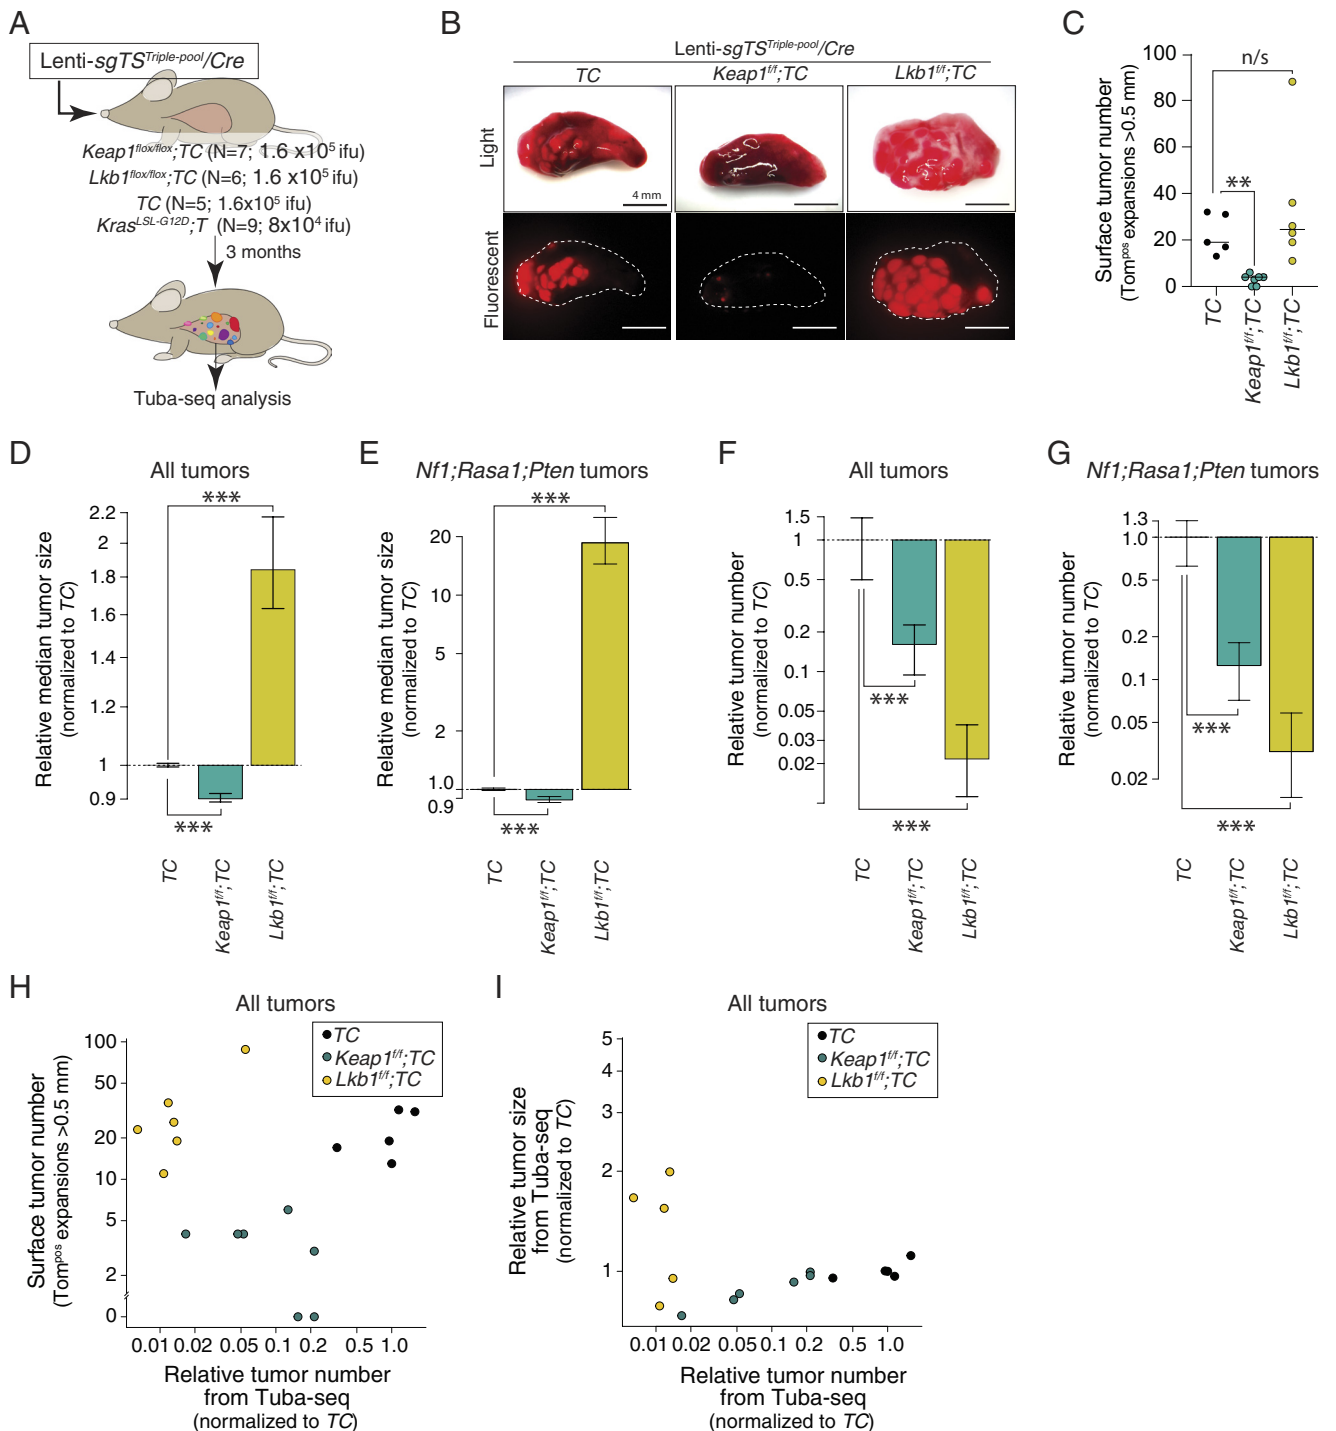 A
Lenti-sgTS^Triple-pool/Cre
Keap1^flox/flox;TC (N=7; 1.6 x10^5 ifu)
Lkb1^flox/flox;TC (N=6; 1.6 x10^5 ifu)
TC (N=5; 1.6x10^5 ifu)
Kras^LSL-G12D;T (N=9; 8x10^4 ifu)
3 months
Tuba-seq analysis
B
Lenti-sgTS^Triple-pool/Cre
TC
Keap1^f/f;TC
Lkb1^f/f;TC
Light
4 mm
Fluorescent
C
Surface tumor number
(Tom^pos expansions >0.5 mm)
100
80
60
40
20
0
n/s
**
TC
Keap1^f/f;TC
Lkb1^f/f;TC
D
All tumors
Relative median tumor size
(normalized to TC)
2.2
2
1.8
1.6
1.4
1.2
1
0.9
***
***
TC
Keap1^f/f;TC
Lkb1^f/f;TC
E
Nf1;Rasa1;Pten tumors
Relative median tumor size
(normalized to TC)
20
10
5
2
1.0
0.9
***
***
TC
Keap1^f/f;TC
Lkb1^f/f;TC
F
All tumors
Relative tumor number
(normalized to TC)
1.5
1
0.5
0.2
0.1
0.05
0.03
0.02
***
***
TC
Keap1^f/f;TC
Lkb1^f/f;TC
G
Nf1;Rasa1;Pten tumors
Relative tumor number
(normalized to TC)
1.3
1.0
0.5
0.2
0.1
0.05
0.02
***
***
TC
Keap1^f/f;TC
Lkb1^f/f;TC
H
All tumors
TC
Keap1^f/f;TC
Lkb1^f/f;TC
Surface tumor number
(Tom^pos expansions >0.5 mm)
100
50
20
10
5
2
0
0.01 0.02 0.05 0.1 0.2 0.5 1.0
Relative tumor number
from Tuba-seq
(normalized to TC)
I
All tumors
TC
Keap1^f/f;TC
Lkb1^f/f;TC
Relative tumor size
from Tuba-seq
(normalized to TC)
5
4
3
2
1
0.01 0.02 0.05 0.1 0.2 0.5 1.0
Relative tumor number
from Tuba-seq
(normalized to TC)